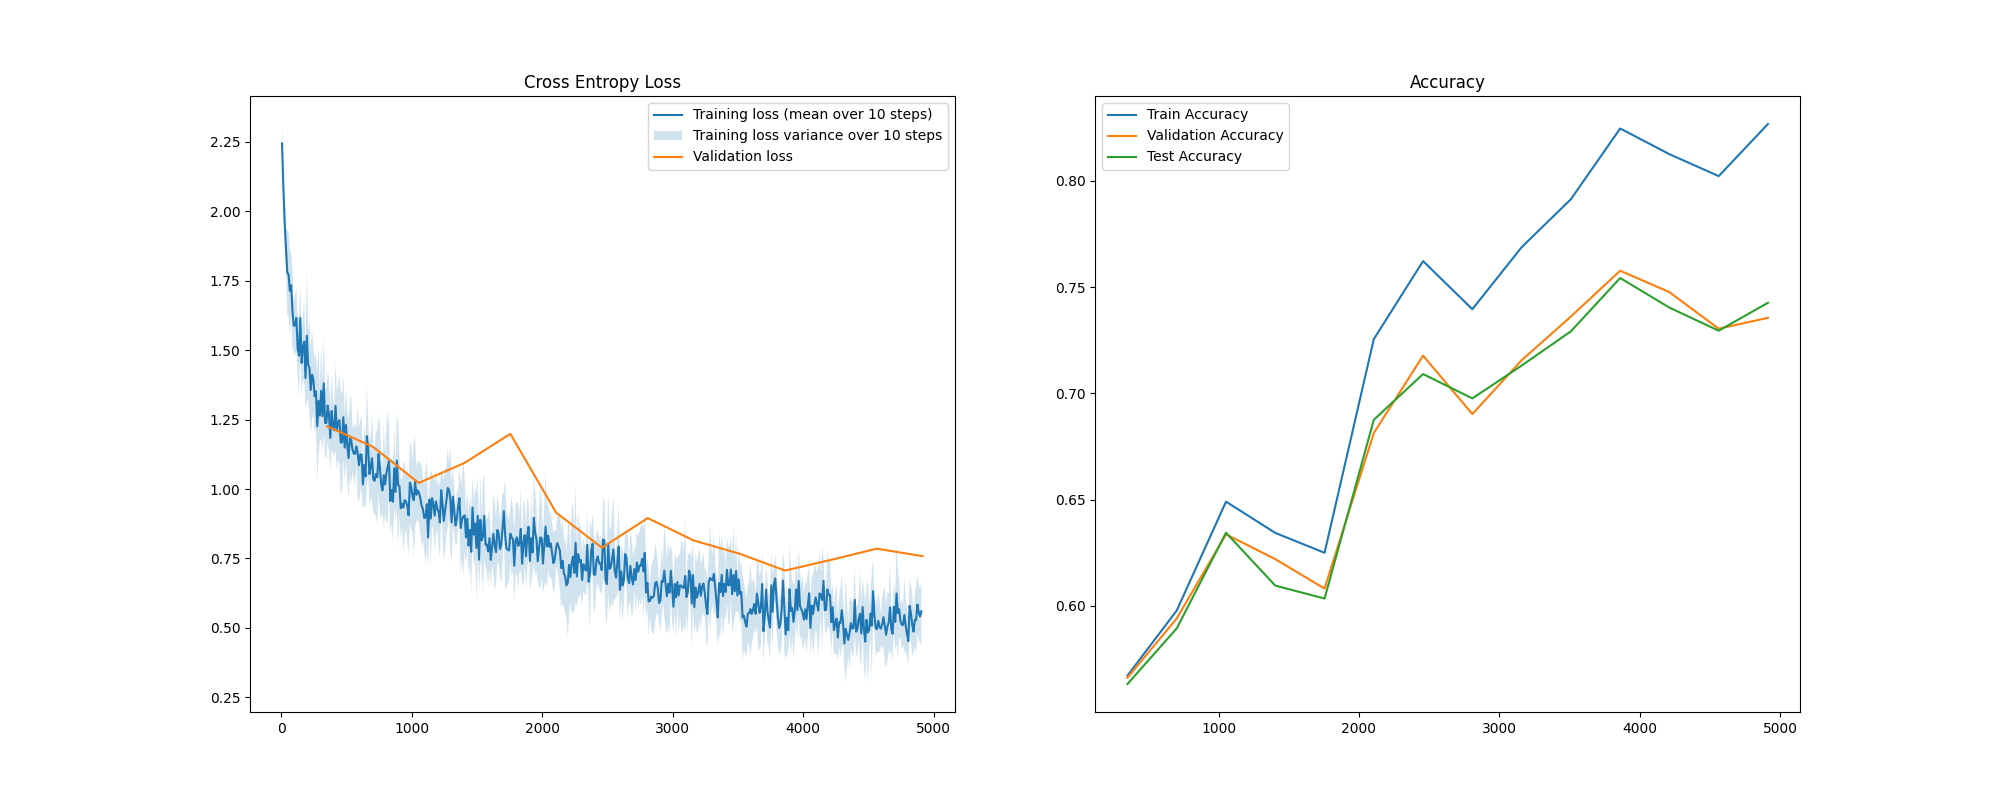 Cross Entropy Loss
Training loss (mean over 10 steps)
Training loss variance over 10 steps
Validation loss
2.25
2.00
1.75
1.50
1.25
1.00
0.75
0.50
0.25
0 1000 2000 3000 4000 5000
Accuracy
Train Accuracy
Validation Accuracy
Test Accuracy
0.80
0.75
0.70
0.65
0.60
1000 2000 3000 4000 5000